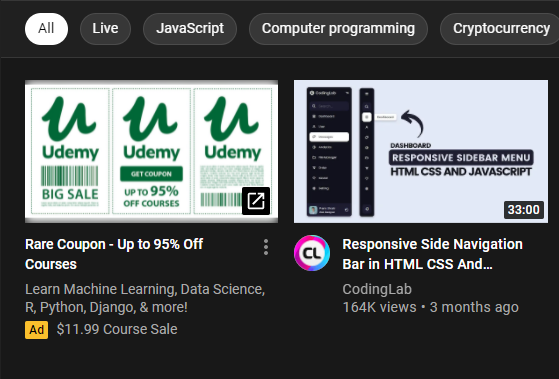 All
Live
JavaScript
Computer programming
Cryptocurrency
Udemy
BIG SALE
Udemy
GET COUPON
UP TO 95%
OFF COURSES
Udemy
CodingLab
Dashboard
DASHBOARD
RESPONSIVE SIDEBAR MENU
HTML CSS AND JAVASCRIPT
33:00
Rare Coupon - Up to 95% Off
Courses
Learn Machine Learning, Data Science,
R, Python, Django, & more!
Ad $11.99 Course Sale
CL
Responsive Side Navigation
Bar in HTML CSS And…
CodingLab
164K views • 3 months ago